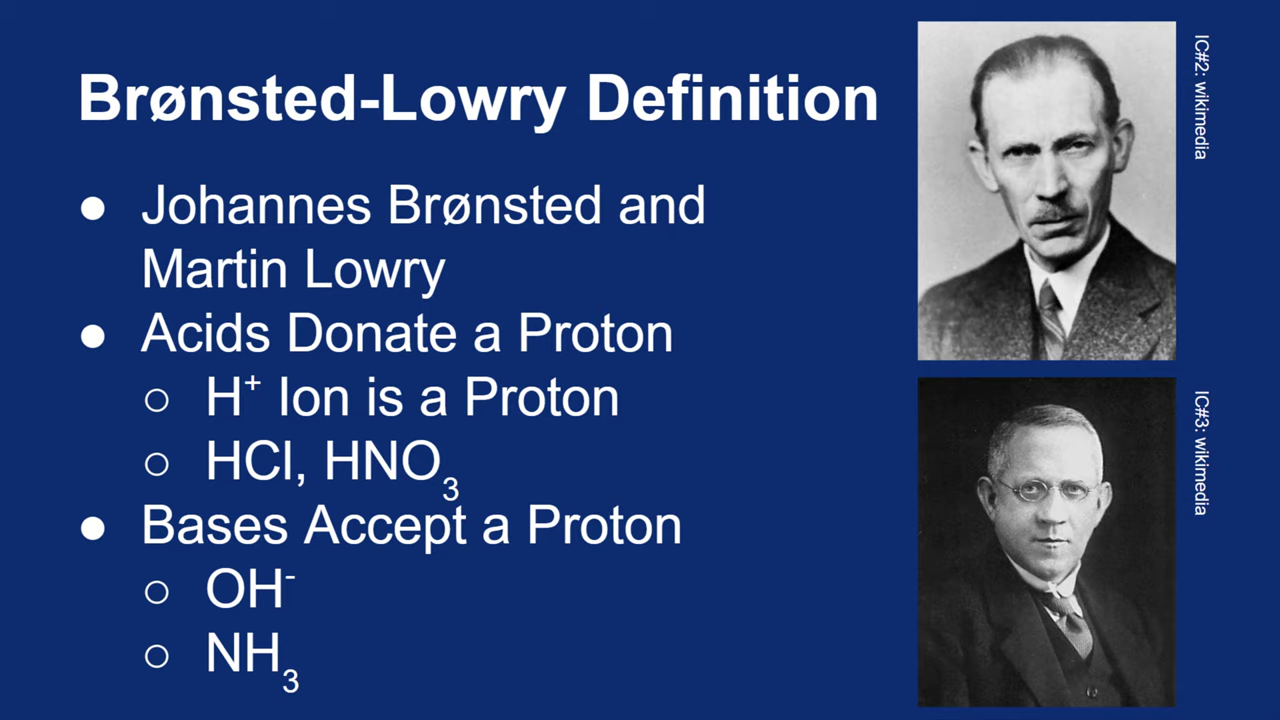 Brønsted-Lowry Definition
● Johannes Brønsted and
Martin Lowry
● Acids Donate a Proton
○ H⁺ Ion is a Proton
○ HCl, HNO₃
● Bases Accept a Proton
○ OH⁻
○ NH₃
IC#2: wikimedia
IC#3: wikimedia